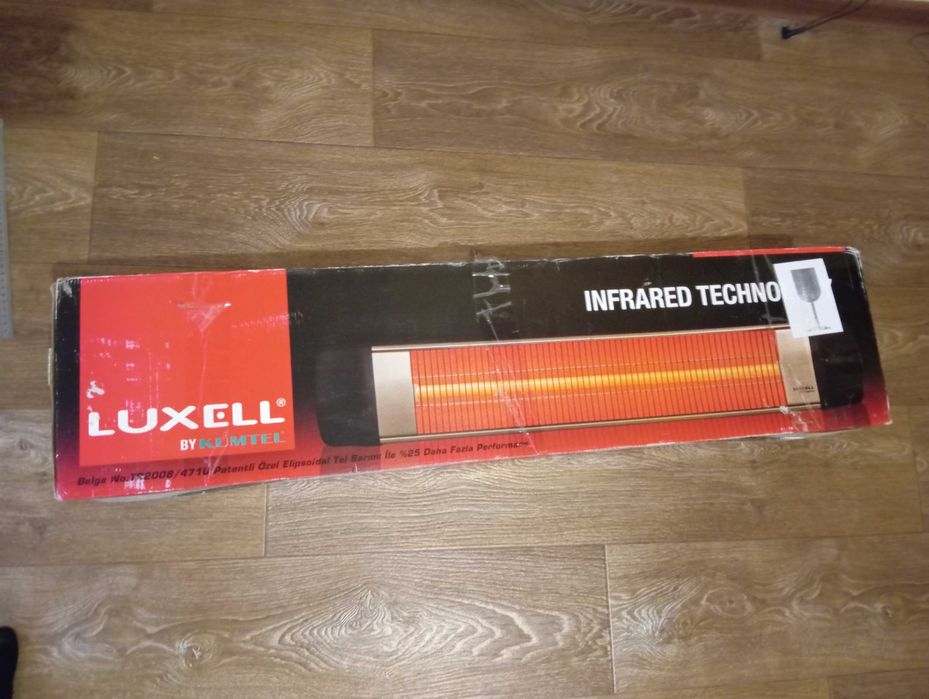 INFRARED TECHNO
LUXELL®
BY KUMTEL
Belge No:TS2008/4710 Patentli Özel Elipsoidal Tel Sarımı İle %25 Daha Fazla Performans